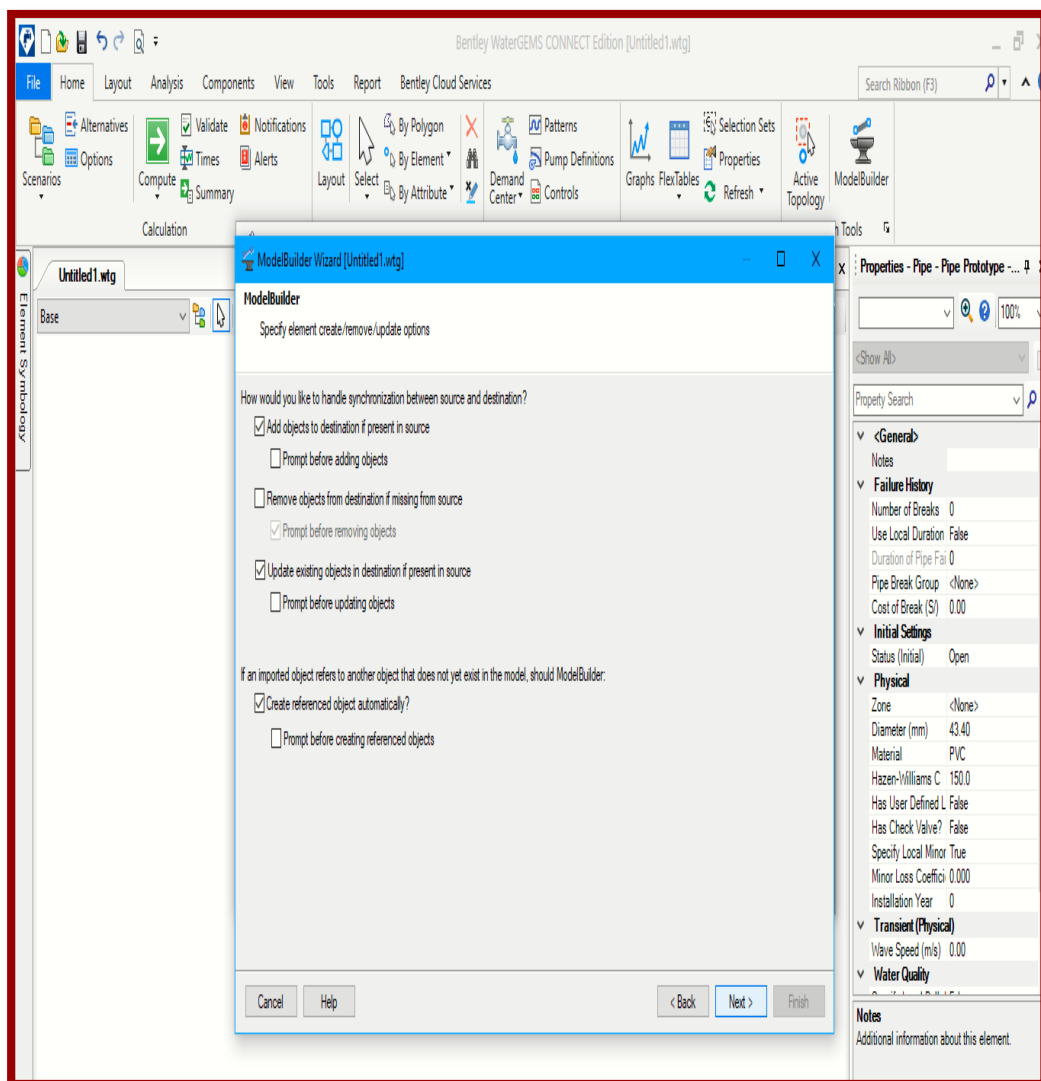 Bentley WaterGEMS CONNECT Edition [Untitled1.wtg]
File Home Layout Analysis Components View Tools Report Bentley Cloud Services Search Ribbon (F3)
Scenarios
Alternatives
Options
Compute
Validate
Times
Summary
Notifications
Alerts
Calculation
Layout
Select
By Polygon
By Element
By Attribute
Demand Center
Patterns
Pump Definitions
Controls
Graphs
FlexTables
Selection Sets
Properties
Refresh
Active Topology
ModelBuilder
Tools
Element Symbology
Untitled1.wtg
Base
ModelBuilder Wizard [Untitled1.wtg]
ModelBuilder
Specify element create/remove/update options
How would you like to handle synchronization between source and destination?
Add objects to destination if present in source
Prompt before adding objects
Remove objects from destination if missing from source
Prompt before removing objects
Update existing objects in destination if present in source
Prompt before updating objects
If an imported object refers to another object that does not yet exist in the model, should ModelBuilder:
Create referenced object automatically?
Prompt before creating referenced objects
Cancel Help < Back Next > Finish
Properties - Pipe - Pipe Prototype -...
100%
<Show All>
Property Search
<General>
Notes
Failure History
Number of Breaks 0
Use Local Duration False
Duration of Pipe Fai 0
Pipe Break Group <None>
Cost of Break (S/) 0.00
Initial Settings
Status (Initial) Open
Physical
Zone <None>
Diameter (mm) 43.40
Material PVC
Hazen-Williams C 150.0
Has User Defined L False
Has Check Valve? False
Specify Local Minor True
Minor Loss Coeffici 0.000
Installation Year 0
Transient (Physical)
Wave Speed (m/s) 0.00
Water Quality
Notes
Additional information about this element.